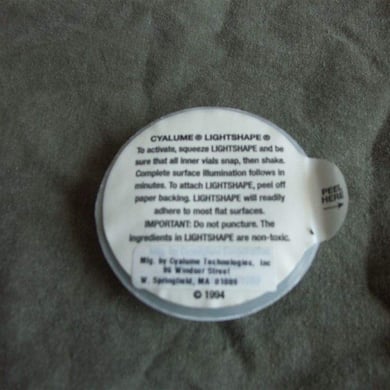 CYALUME ® LIGHTSHAPE ®
To activate, squeeze LIGHTSHAPE and be
sure that all inner vials snap, then shake.
Complete surface illumination follows in
minutes. To attach LIGHTSHAPE, peel off
paper backing. LIGHTSHAPE will readily
adhere to most flat surfaces.
IMPORTANT: Do not puncture. The
ingredients in LIGHTSHAPE are non-toxic.
Mfg. by Cyalume Technologies, Inc
96 Windsor Street
W. Springfield, MA 01089
© 1994
PEEL
HERE